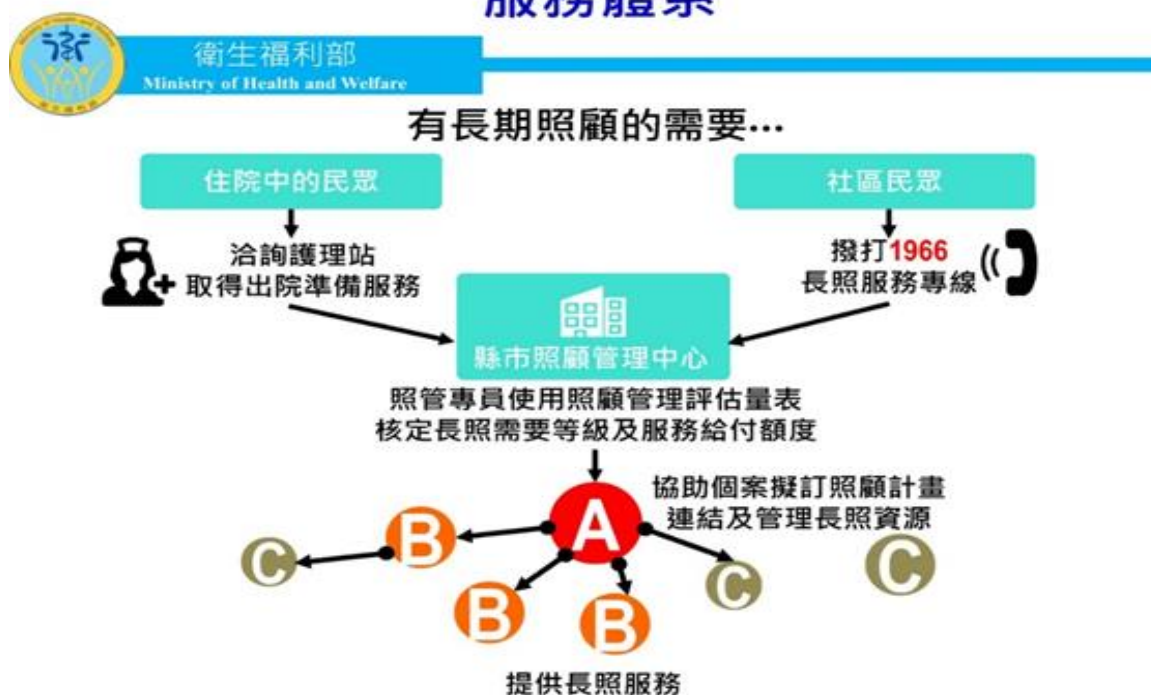 服務體系
衛生福利部
Ministry of Health and Welfare
有長期照顧的需要…
住院中的民眾
社區民眾
洽詢護理站
取得出院準備服務
撥打1966
長照服務專線
縣市照顧管理中心
照管專員使用照顧管理評估量表
核定長照需要等級及服務給付額度
協助個案擬訂照顧計畫
連結及管理長照資源
A
B
C
C
C
B
B
提供長照服務